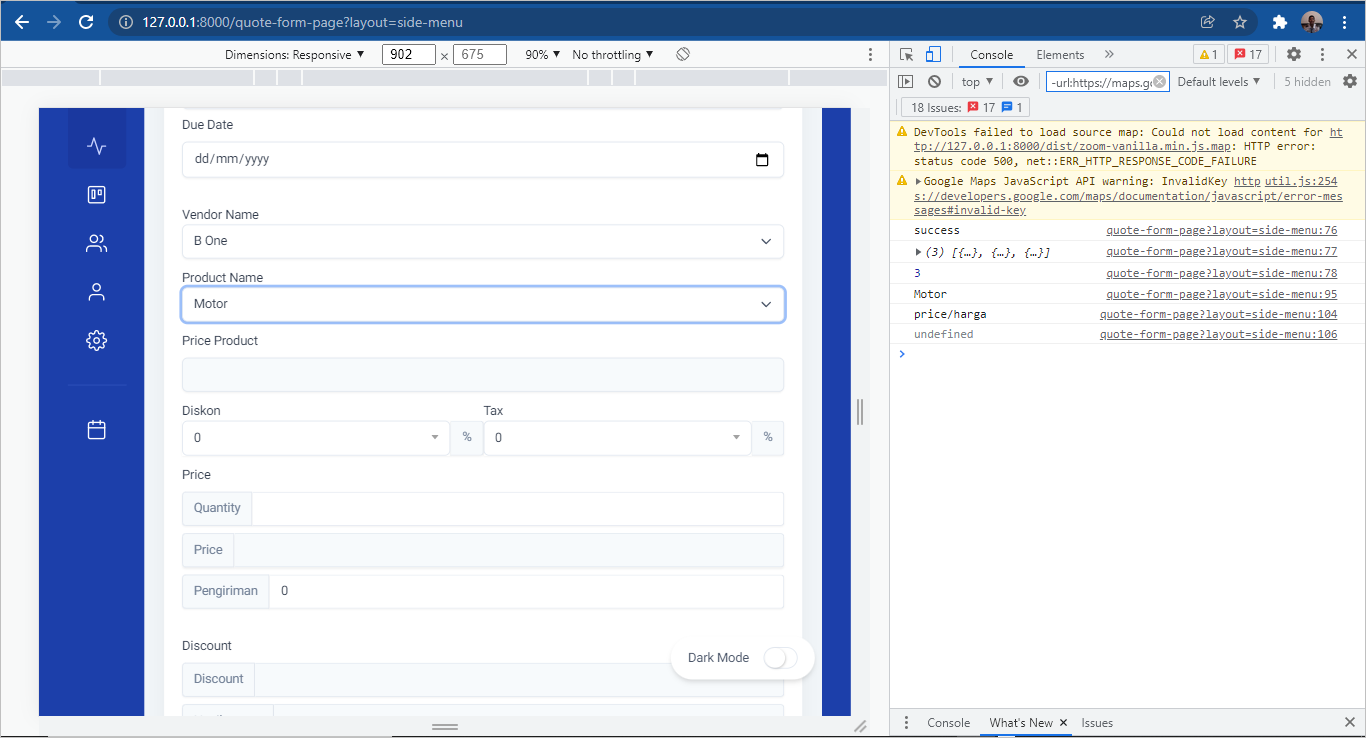 127.0.0.1:8000/quote-form-page?layout=side-menu
Dimensions: Responsive ▼ 902 × 675 90% ▼ No throttling ▼
Console Elements » 1 17
top ▼ -url:https://maps.g Default levels ▼ 5 hidden
18 Issues: 17 1
Due Date
dd/mm/yyyy
Vendor Name
B One
Product Name
Motor
Price Product
Diskon Tax
0 % 0 %
Price
Quantity
Price
Pengiriman 0
Discount
Dark Mode
Discount
DevTools failed to load source map: Could not load content for ht
tp://127.0.0.1:8000/dist/zoom-vanilla.min.js.map: HTTP error:
status code 500, net::ERR_HTTP_RESPONSE_CODE_FAILURE
▶Google Maps JavaScript API warning: InvalidKey http util.js:254
s://developers.google.com/maps/documentation/javascript/error-mes
sages#invalid-key
success quote-form-page?layout=side-menu:76
▶(3) [{…}, {…}, {…}] quote-form-page?layout=side-menu:77
3 quote-form-page?layout=side-menu:78
Motor quote-form-page?layout=side-menu:95
price/harga quote-form-page?layout=side-menu:104
undefined quote-form-page?layout=side-menu:106
Console What's New × Issues